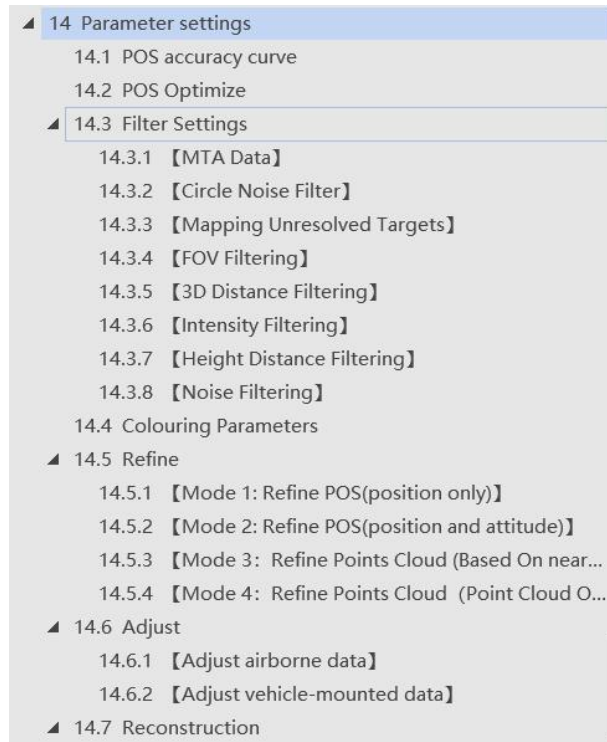 14 Parameter settings
14.1 POS accuracy curve
14.2 POS Optimize
14.3 Filter Settings
14.3.1 【MTA Data】
14.3.2 【Circle Noise Filter】
14.3.3 【Mapping Unresolved Targets】
14.3.4 【FOV Filtering】
14.3.5 【3D Distance Filtering】
14.3.6 【Intensity Filtering】
14.3.7 【Height Distance Filtering】
14.3.8 【Noise Filtering】
14.4 Colouring Parameters
14.5 Refine
14.5.1 【Mode 1: Refine POS(position only)】
14.5.2 【Mode 2: Refine POS(position and attitude)】
14.5.3 【Mode 3：Refine Points Cloud (Based On near...
14.5.4 【Mode 4：Refine Points Cloud（Point Cloud O...
14.6 Adjust
14.6.1 【Adjust airborne data】
14.6.2 【Adjust vehicle-mounted data】
14.7 Reconstruction